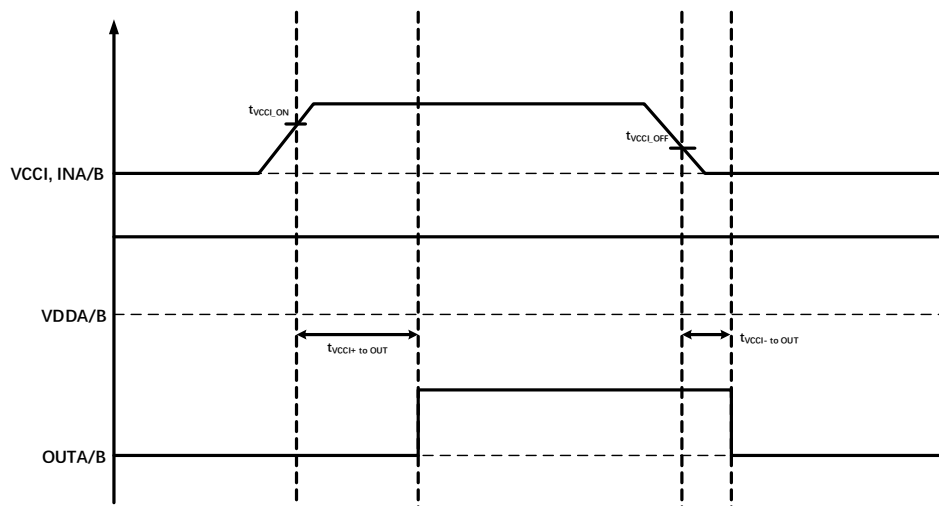 tVCCI_ON
tVCCI_OFF
VCCI, INA/B
VDDA/B
tVCCI+ to OUT
tVCCI- to OUT
OUTA/B